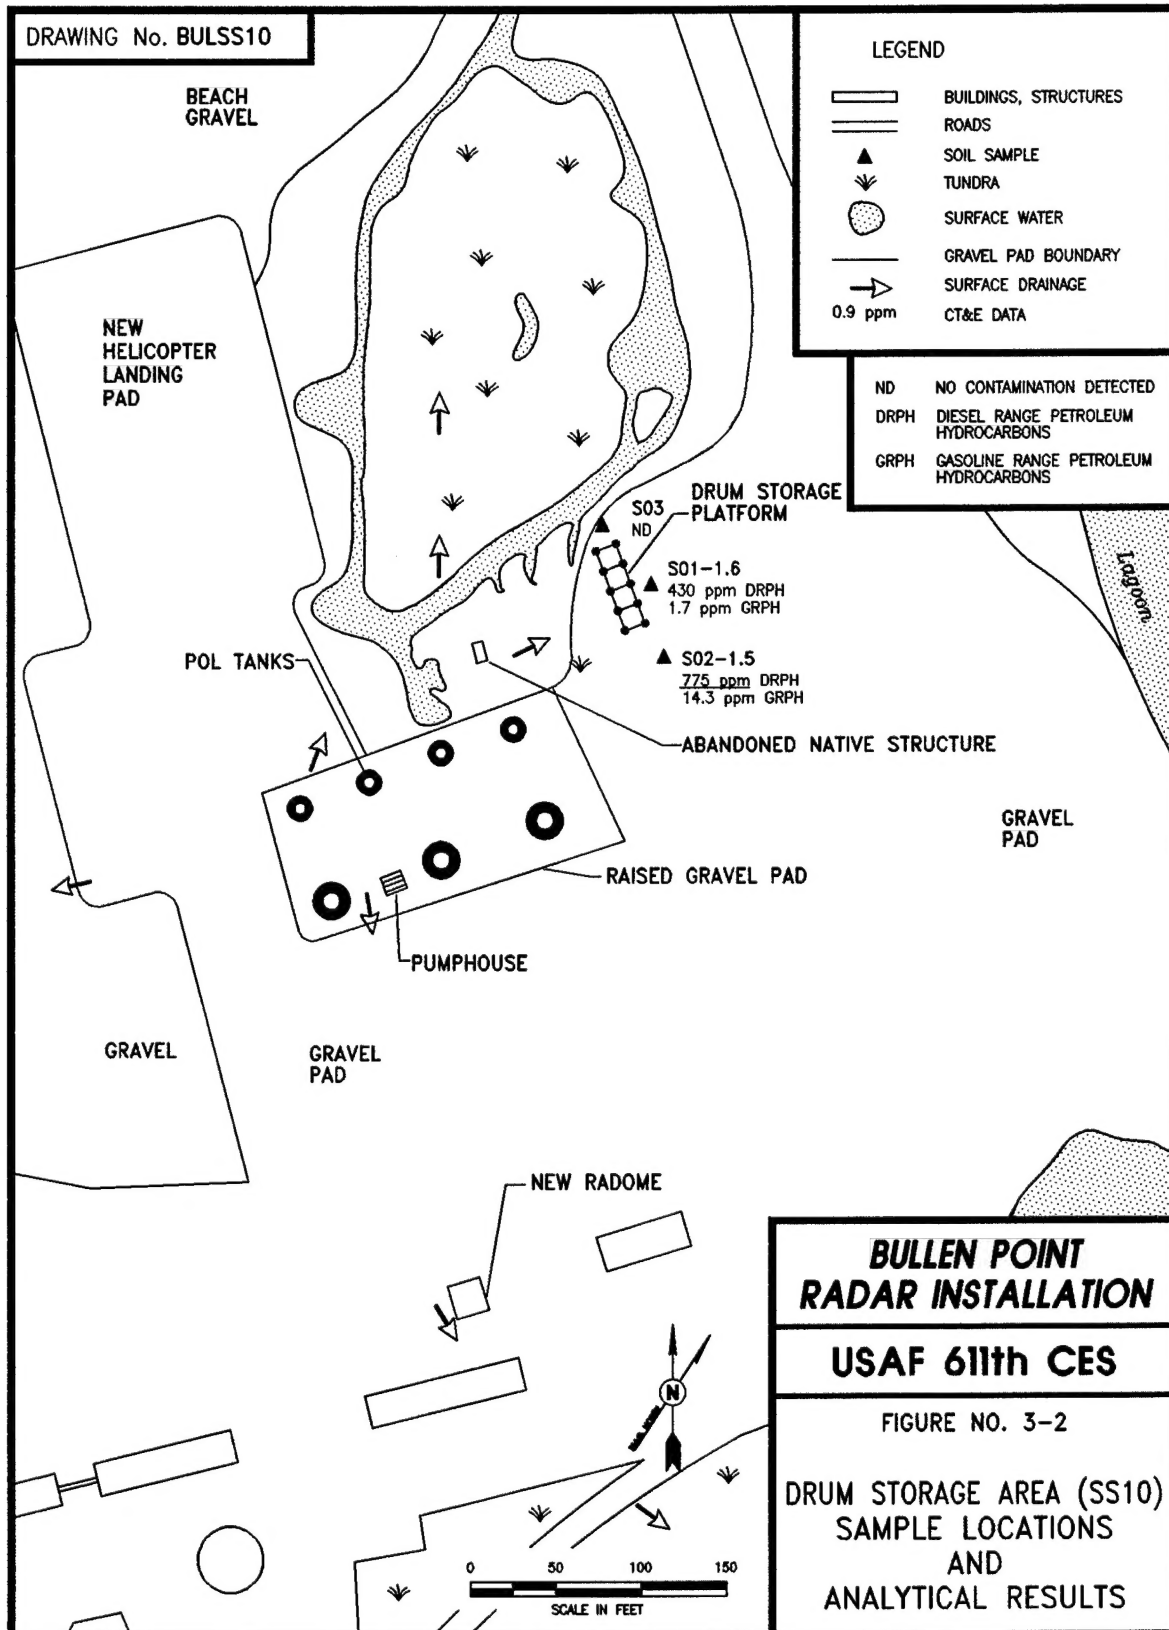 DRAWING No. BULSS10
LEGEND
BUILDINGS, STRUCTURES
ROADS
SOIL SAMPLE
TUNDRA
SURFACE WATER
GRAVEL PAD BOUNDARY
SURFACE DRAINAGE
0.9 ppm CT&E DATA
ND NO CONTAMINATION DETECTED
DRPH DIESEL RANGE PETROLEUM
HYDROCARBONS
GRPH GASOLINE RANGE PETROLEUM
HYDROCARBONS
BEACH
GRAVEL
NEW
HELICOPTER
LANDING
PAD
DRUM STORAGE
PLATFORM
S03
ND
S01-1.6
430 ppm DRPH
1.7 ppm GRPH
S02-1.5
775 ppm DRPH
14.3 ppm GRPH
Lagoon
POL TANKS
ABANDONED NATIVE STRUCTURE
GRAVEL
PAD
RAISED GRAVEL PAD
PUMPHOUSE
GRAVEL
GRAVEL
PAD
NEW RADOME
N
0 50 100 150
SCALE IN FEET
BULLEN POINT
RADAR INSTALLATION
USAF 611th CES
FIGURE NO. 3-2
DRUM STORAGE AREA (SS10)
SAMPLE LOCATIONS
AND
ANALYTICAL RESULTS